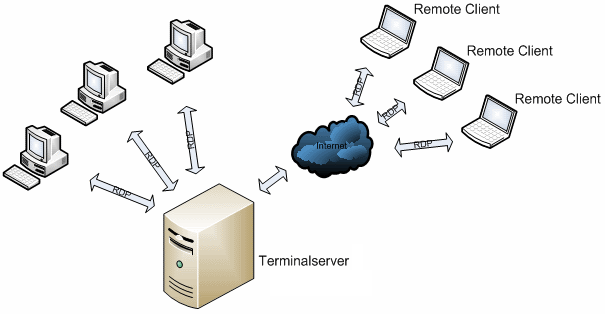 Remote Client
Remote Client
Remote Client
RDP
RDP
RDP
Internet
RDP
RDP
RDP
Terminalserver